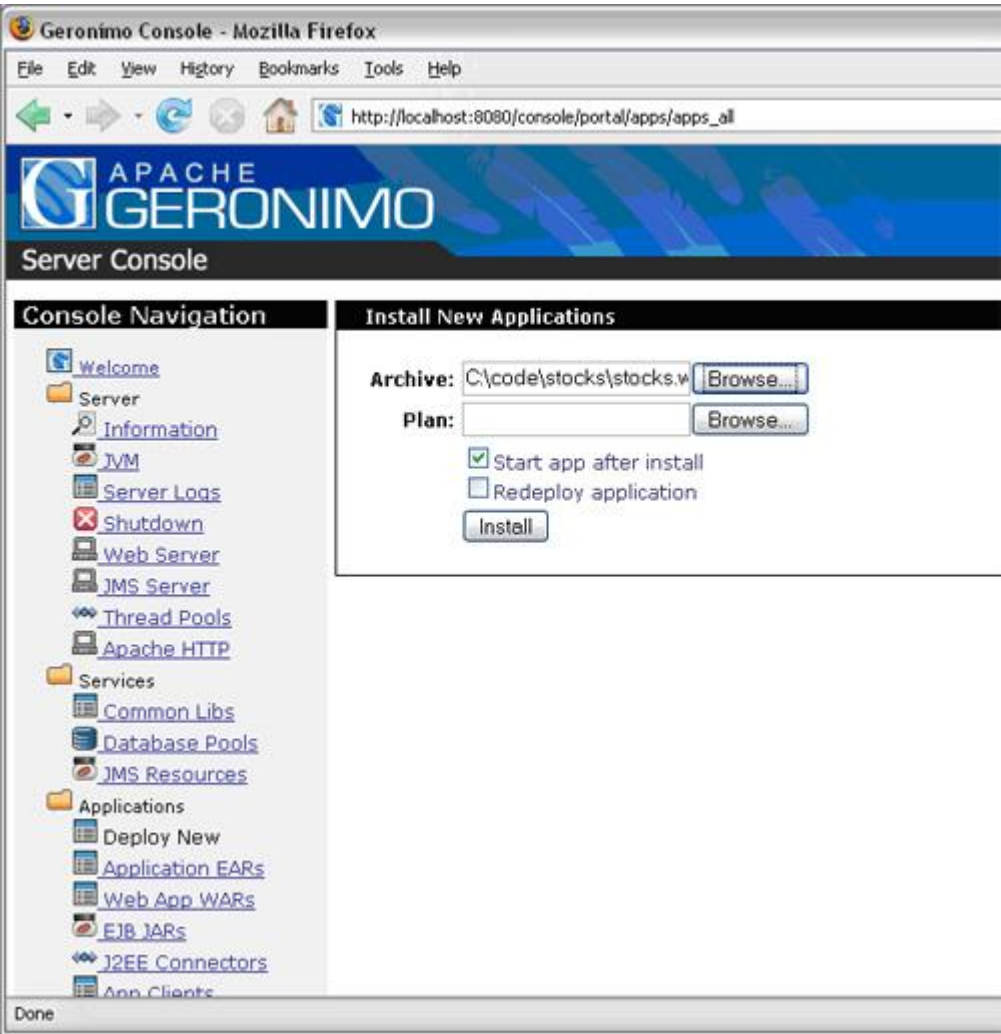 Geronimo Console - Mozilla Firefox
File Edit View History Bookmarks Tools Help
http://localhost:8080/console/portal/apps/apps_all
APACHE
GERONIMO
Server Console
Console Navigation
Welcome
Server
Information
JVM
Server Logs
Shutdown
Web Server
JMS Server
Thread Pools
Apache HTTP
Services
Common Libs
Database Pools
JMS Resources
Applications
Deploy New
Application EARs
Web App WARs
EJB JARs
J2EE Connectors
App Clients
Install New Applications
Archive: C:\code\stocks\stocks.w Browse...
Plan: Browse...
Start app after install
Redeploy application
Install
Done